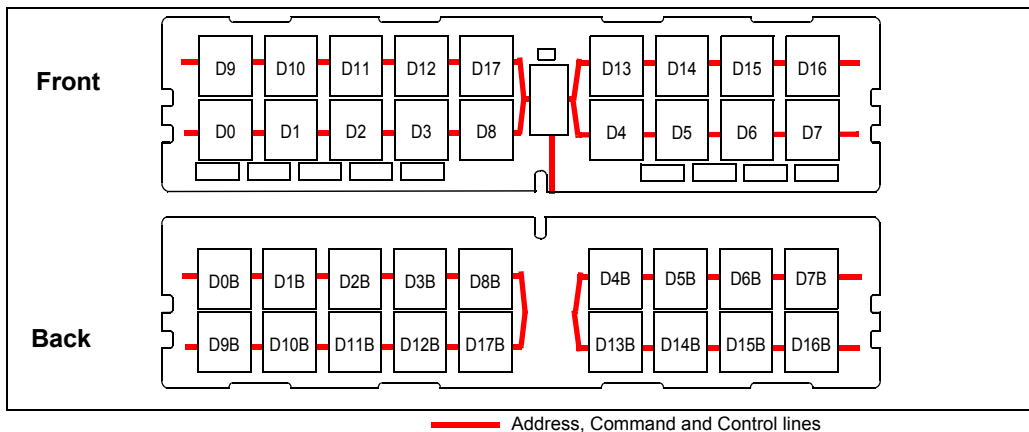 Front
D9 D10 D11 D12 D17 D13 D14 D15 D16
D0 D1 D2 D3 D8 D4 D5 D6 D7
Back
D0B D1B D2B D3B D8B D4B D5B D6B D7B
D9B D10B D11B D12B D17B D13B D14B D15B D16B
Address, Command and Control lines